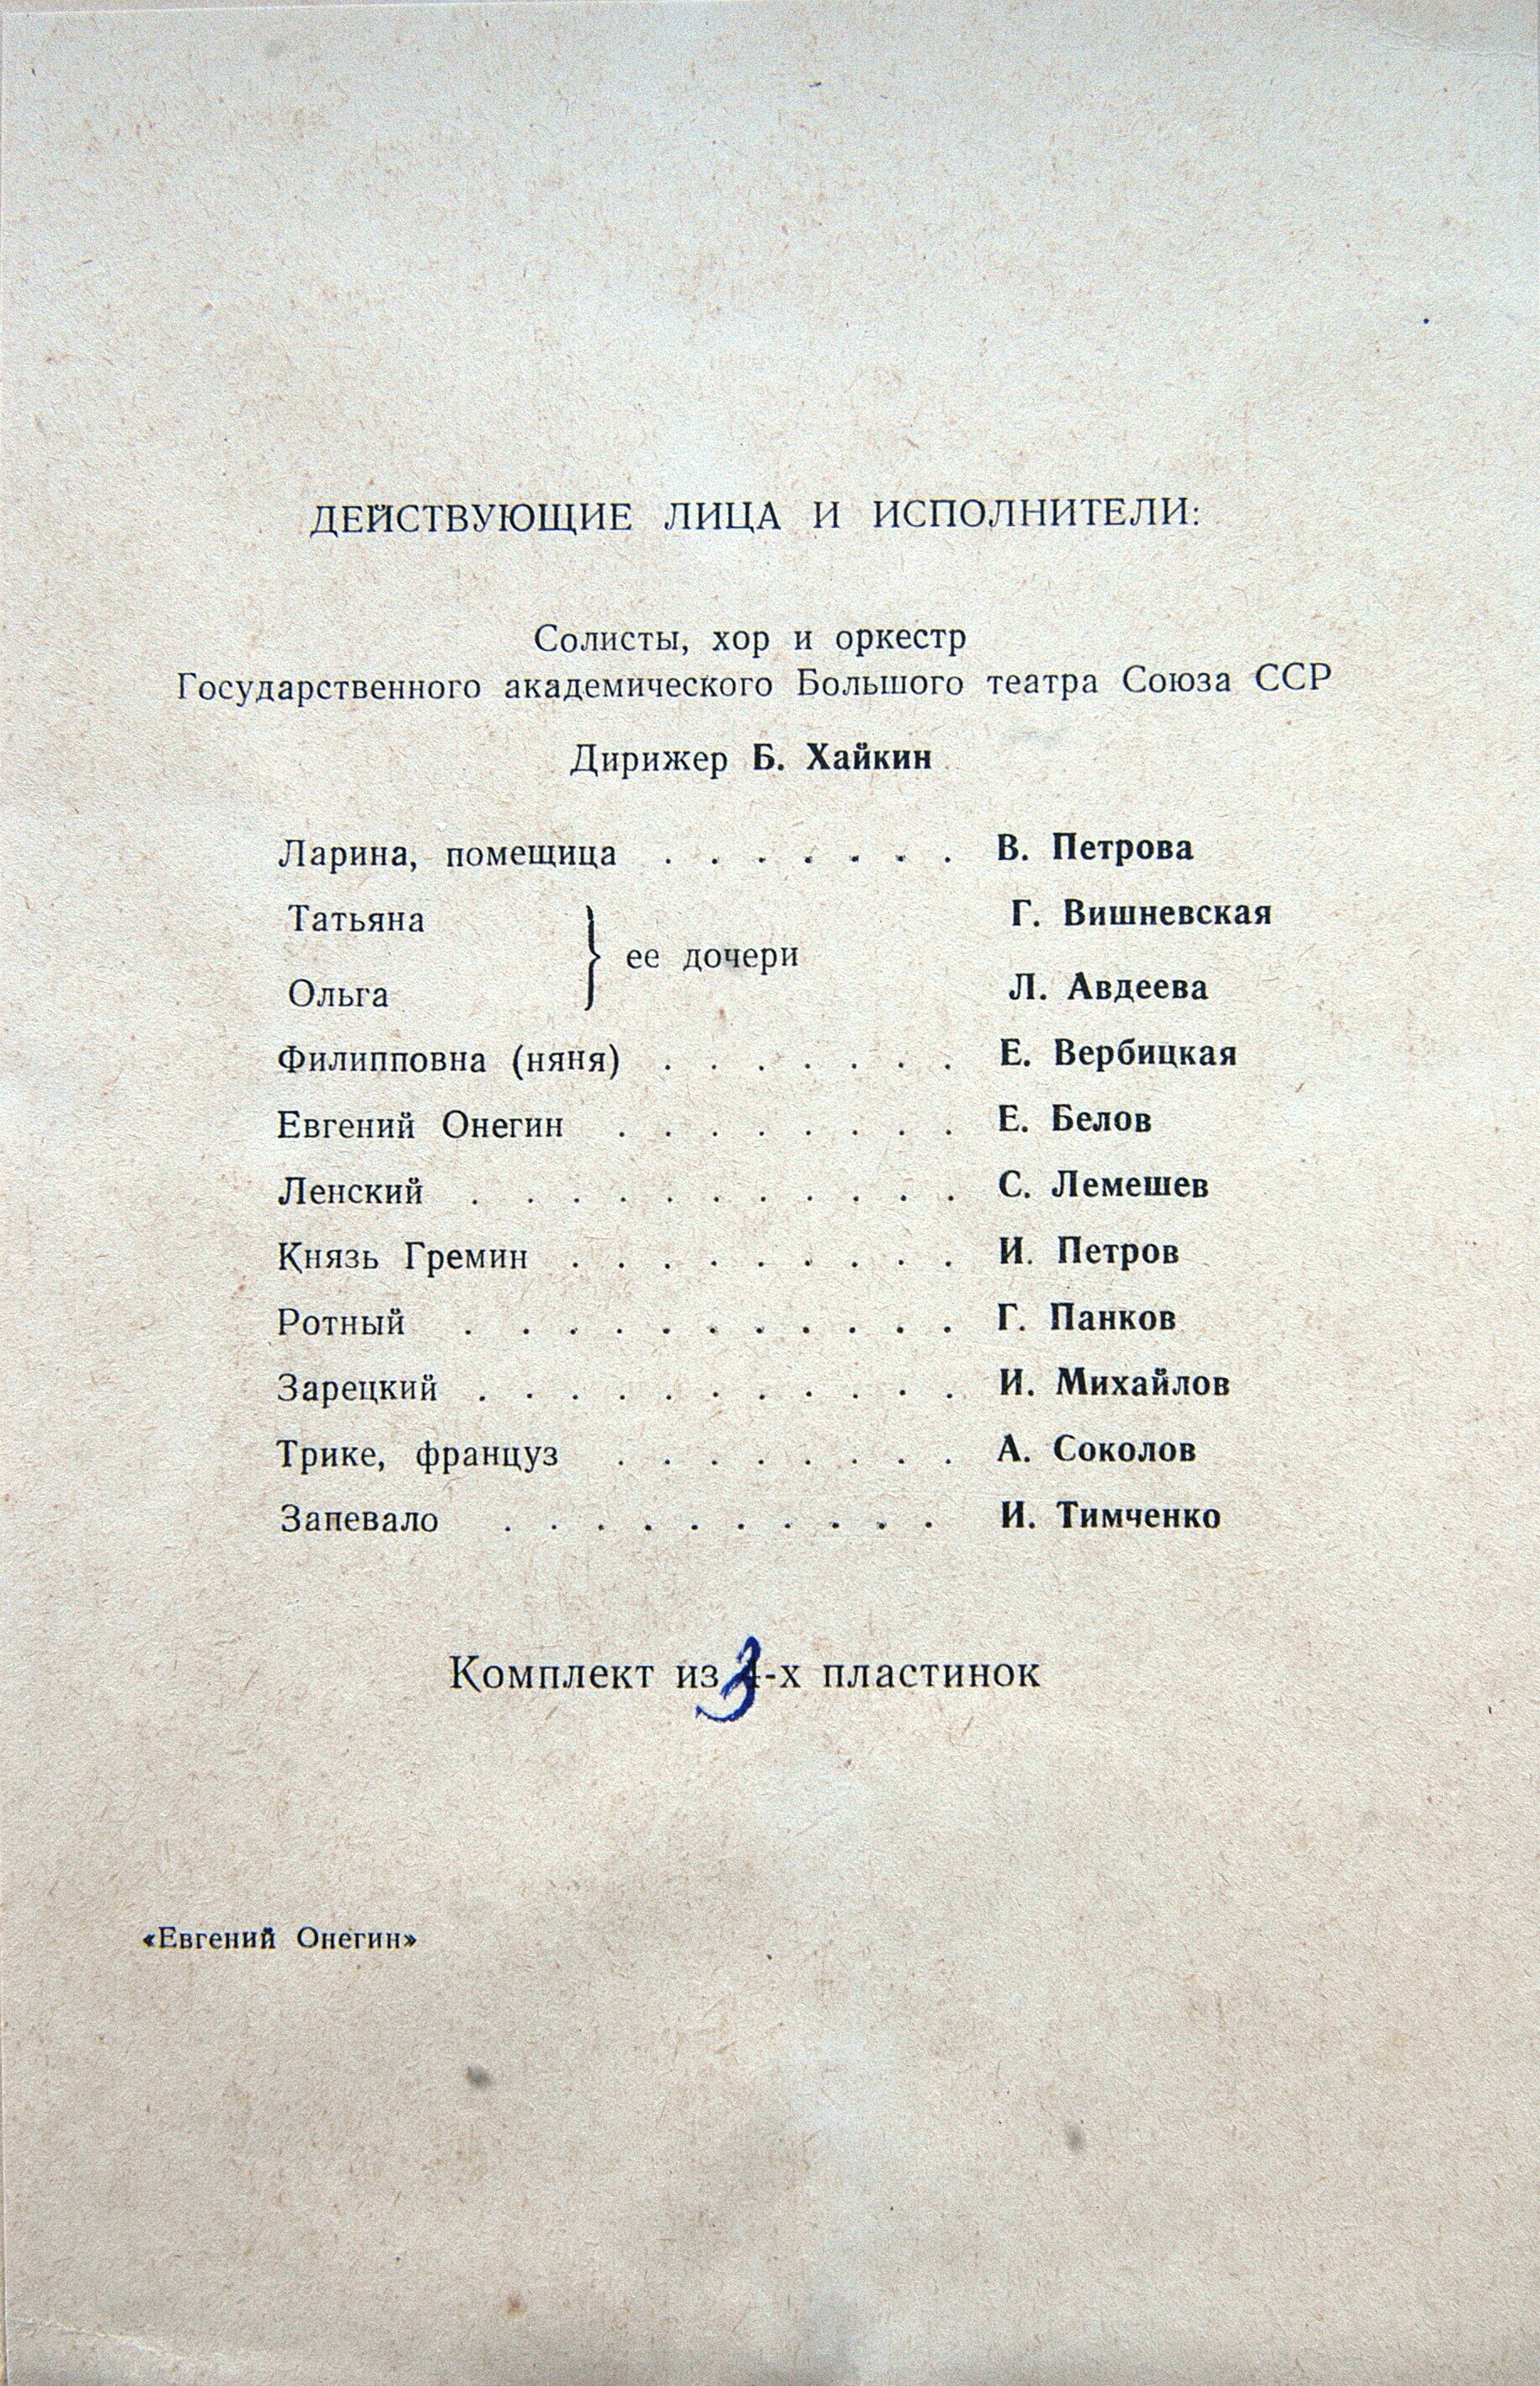 ДЕЙСТВУЮЩИЕ ЛИЦА И ИСПОЛНИТЕЛИ:
Солисты, хор и оркестр
Государственного академического Большого театра Союза ССР
Дирижер Б. Хайкин
Ларина, помещица . . . . . . . В. Петрова
Татьяна Г. Вишневская
} ее дочери
Ольга Л. Авдеева
Филипповна (няня) . . . . . . . Е. Вербицкая
Евгений Онегин . . . . . . . . Е. Белов
Ленский . . . . . . . . . . . С. Лемешев
Князь Гремин . . . . . . . . . И. Петров
Ротный . . . . . . . . . . . Г. Панков
Зарецкий . . . . . . . . . . . И. Михайлов
Трике, француз . . . . . . . . А. Соколов
Запевало . . . . . . . . . . И. Тимченко
Комплект из 3-х пластинок
«Евгений Онегин»